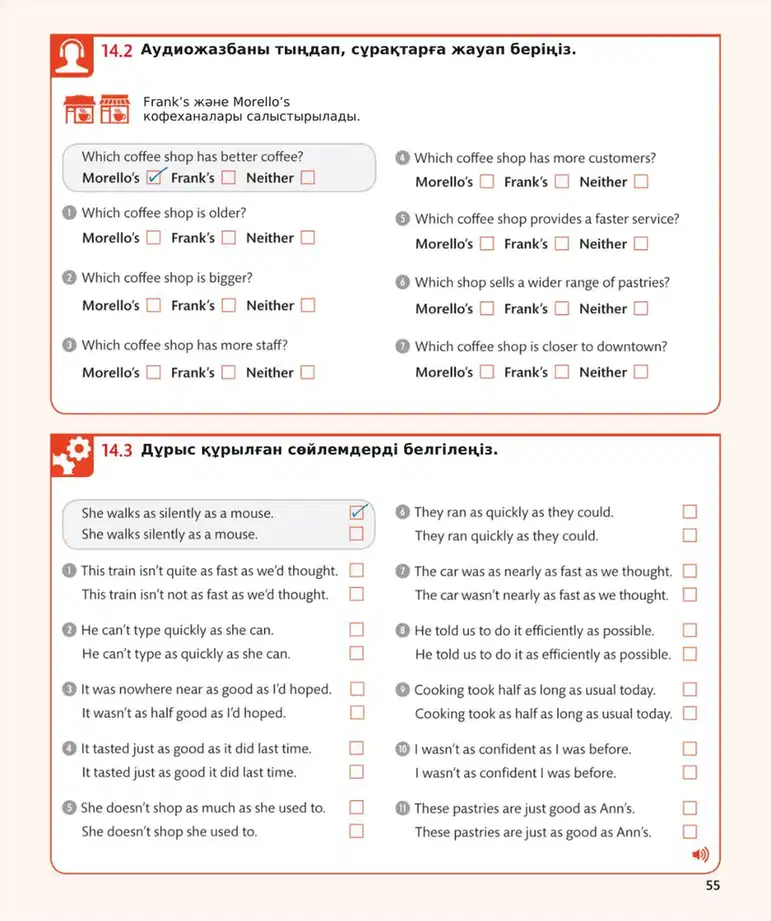 14.2 Аудиожазбаны тыңдап, сұрақтарға жауап беріңіз.
Frank's және Morello's
кофеханалары салыстырылады.
Which coffee shop has better coffee?
Morello's Frank's Neither
1 Which coffee shop is older?
Morello's Frank's Neither
2 Which coffee shop is bigger?
Morello's Frank's Neither
3 Which coffee shop has more staff?
Morello's Frank's Neither
4 Which coffee shop has more customers?
Morello's Frank's Neither
5 Which coffee shop provides a faster service?
Morello's Frank's Neither
6 Which shop sells a wider range of pastries?
Morello's Frank's Neither
7 Which coffee shop is closer to downtown?
Morello's Frank's Neither
14.3 Дұрыс құрылған сөйлемдерді белгілеңіз.
She walks as silently as a mouse.
She walks silently as a mouse.
1 This train isn't quite as fast as we'd thought.
This train isn't not as fast as we'd thought.
2 He can't type quickly as she can.
He can't type as quickly as she can.
3 It was nowhere near as good as I'd hoped.
It wasn't as half good as I'd hoped.
4 It tasted just as good as it did last time.
It tasted just as good it did last time.
5 She doesn't shop as much as she used to.
She doesn't shop she used to.
6 They ran as quickly as they could.
They ran quickly as they could.
7 The car was as nearly as fast as we thought.
The car wasn't nearly as fast as we thought.
8 He told us to do it efficiently as possible.
He told us to do it as efficiently as possible.
9 Cooking took half as long as usual today.
Cooking took as half as long as usual today.
10 I wasn't as confident as I was before.
I wasn't as confident I was before.
11 These pastries are just good as Ann's.
These pastries are just as good as Ann's.
55